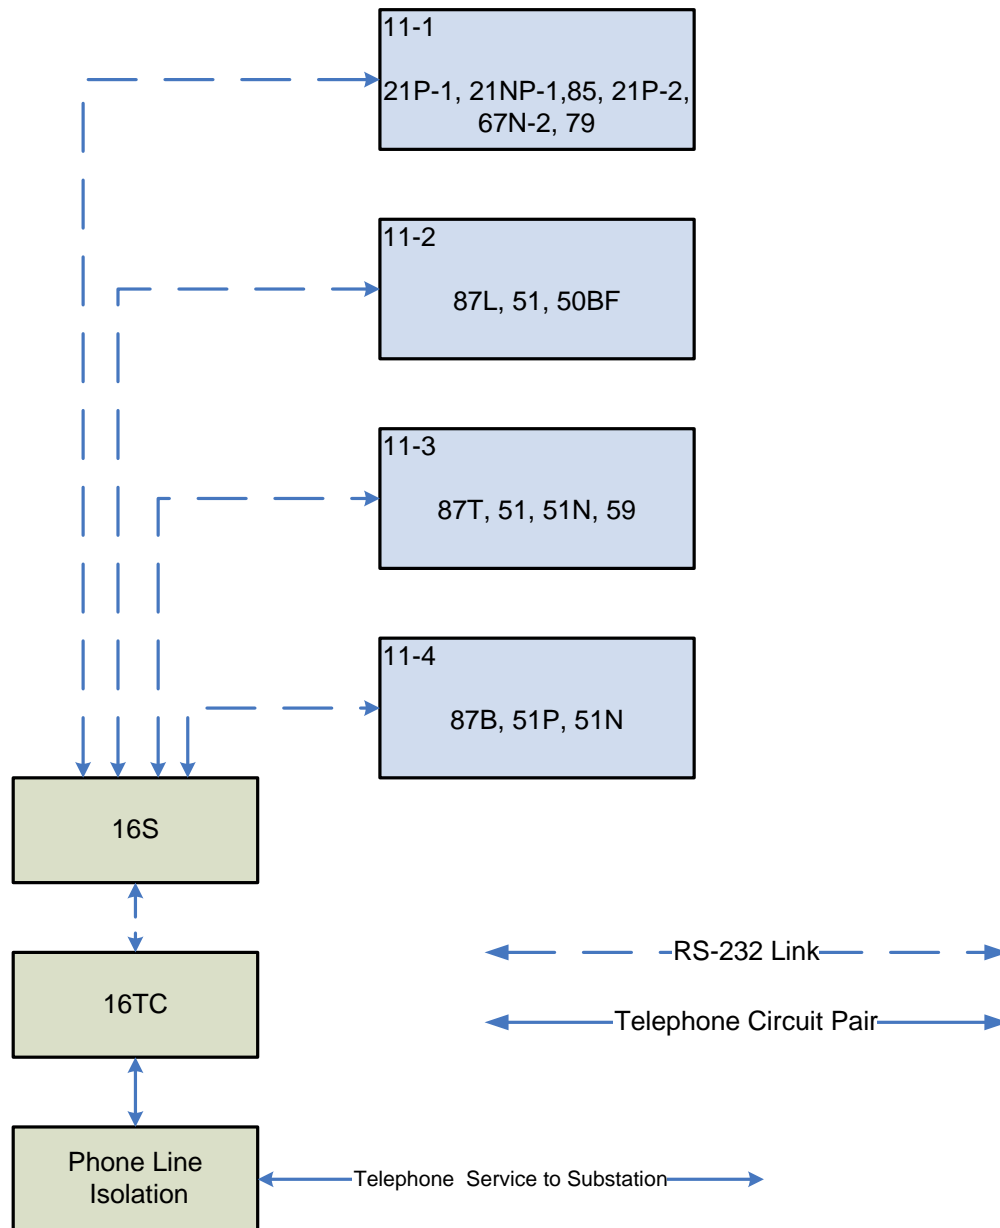 11-1
21P-1, 21NP-1,85, 21P-2,
67N-2, 79
11-2
87L, 51, 50BF
11-3
87T, 51, 51N, 59
11-4
87B, 51P, 51N
16S
16TC
RS-232 Link
Telephone Circuit Pair
Phone Line
Isolation
Telephone Service to Substation